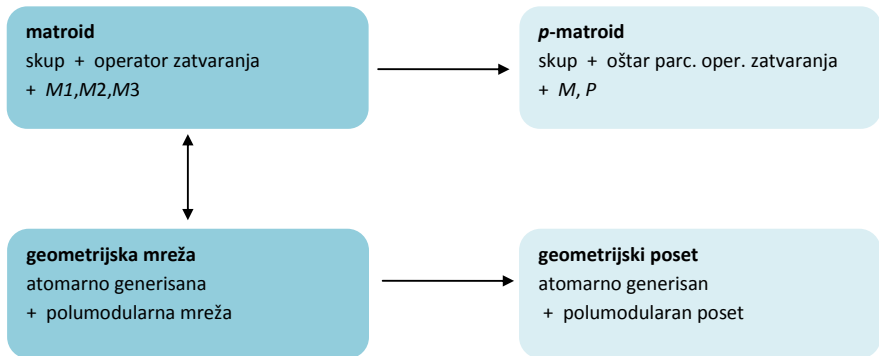 matroid
skup + operator zatvaranja
+ M1,M2,M3
p-matroid
skup + oštar parc. oper. zatvaranja
+ M, P
geometrijska mreža
atomarno generisana
+ polumodularna mreža
geometrijski poset
atomarno generisan
+ polumodularan poset